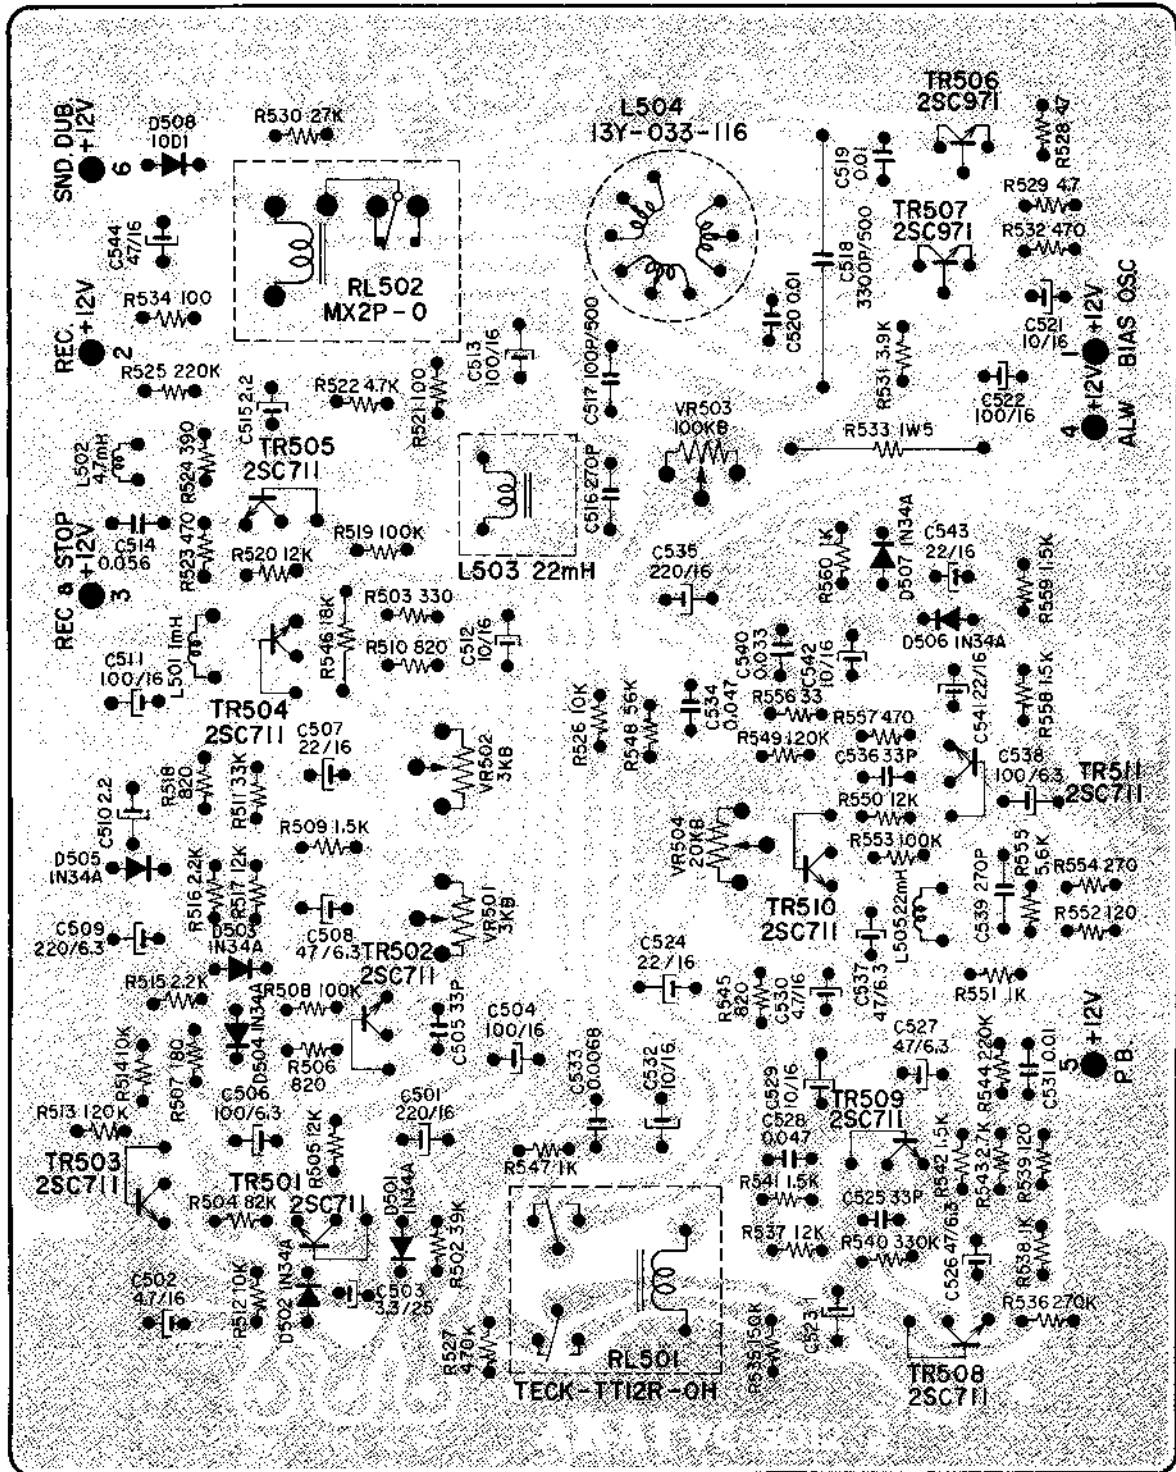 TR506
2SC971
L504
13Y-033-116
R530 27K
D508
10D1
SND. DUB.
+12V
6
C519
0.01
R528 47
R529 4.7
TR507
2SC971
R532 470
C544
47/16
C518
3300P/500
RL502
MX2P-0
R534 100
C513
100/16
C520 0.01
C521
10/16
REC.
+12V
2
+12V
1
BIAS OSC
+12V
4
ALW
R525 220K
C515 2.2
R522 4.7K
R521 100
C517 100P/500
R531 3.9K
C522
100/16
VR503
100KB
R533 1W5
L502
4.7mH
R524 390
TR505
2SC711
C516 270P
REC & STOP
+12V
3
C514
0.056
R523 470
R519 100K
R520 12K
L503 22mH
C535
220/16
R560 1K
D507 1N34A
C543
22/16
R559 1.5K
D506 1N34A
R503 330
R510 820
C512
10/16
R546 18K
L501 1mH
C511
100/16
TR504
2SC711
C540
0.033
C542
10/16
C541 22/16
R558 1.5K
R556 33
C534
0.047
R526 10K
R548 56K
R549 120K
R557 470
C536 33P
C538
100/6.3
TR511
2SC711
C507
22/16
VR502
3KB
R518
820
R511 33K
C510 2.2
R550 12K
R553 100K
VR504
20KB
R509 1.5K
D505
1N34A
R516 2.2K
R517 12K
R555
5.6K
R554 270
C539 270P
L505 22mH
R552 120
TR510
2SC711
VR501
3KB
C508
47/6.3
C509
220/6.3
D503
1N34A
TR502
2SC711
C524
22/16
C537
47/6.3
R551 1K
R545
820
C530
4.7/16
R515 2.2K
R508 100K
D504 1N34A
C505 33P
C504
100/16
R506
820
R514 10K
R507 180
C533
0.0068
C532
10/16
C529
10/16
C527
47/6.3
R544 220K
C531 0.01
+12V
5
P.B.
R513 120K
C506
100/6.3
R505 12K
C501
220/16
TR509
2SC711
C528
0.047
R547 1K
R542 1.5K
R543 2.7K
R539 120
TR503
2SC711
R504 82K
TR501
2SC711
D501
1N34A
R502 39K
R541 1.5K
C525 33P
R537 12K
R540 330K
C526 47/6.3
R538 1K
C502
4.7/16
R512 10K
D502 1N34A
C503
3.3/25
R527
470K
R535 150K
C523 1
R536 270K
RL501
TECK-TT12R-0H
TR508
2SC711